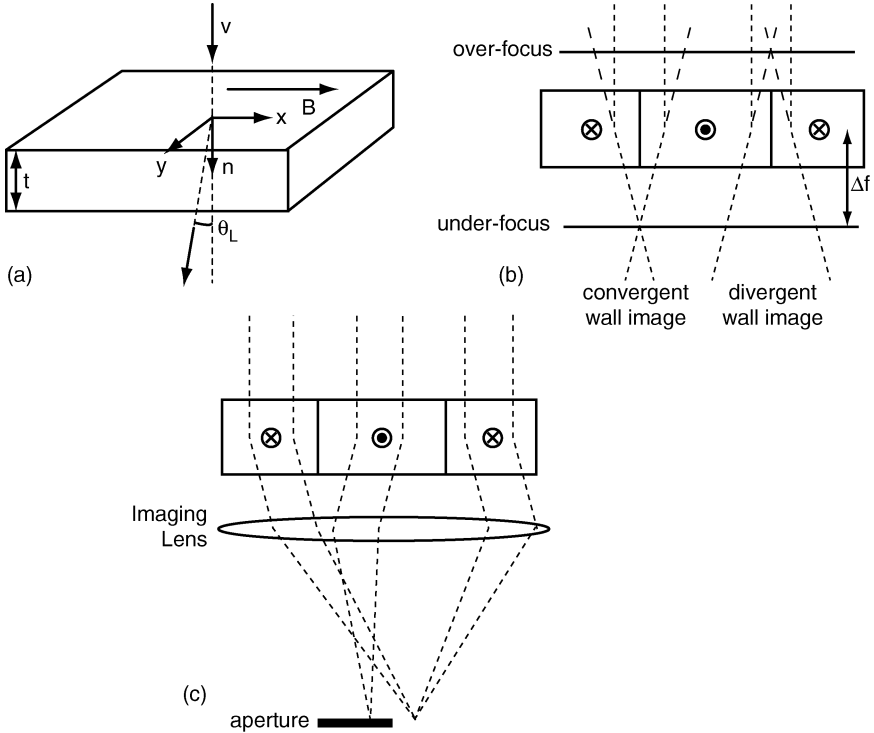 v
B
x
y
n
t
θL
(a)
over-focus
Δf
under-focus
(b)
convergent
wall image
divergent
wall image
Imaging
Lens
(c)
aperture